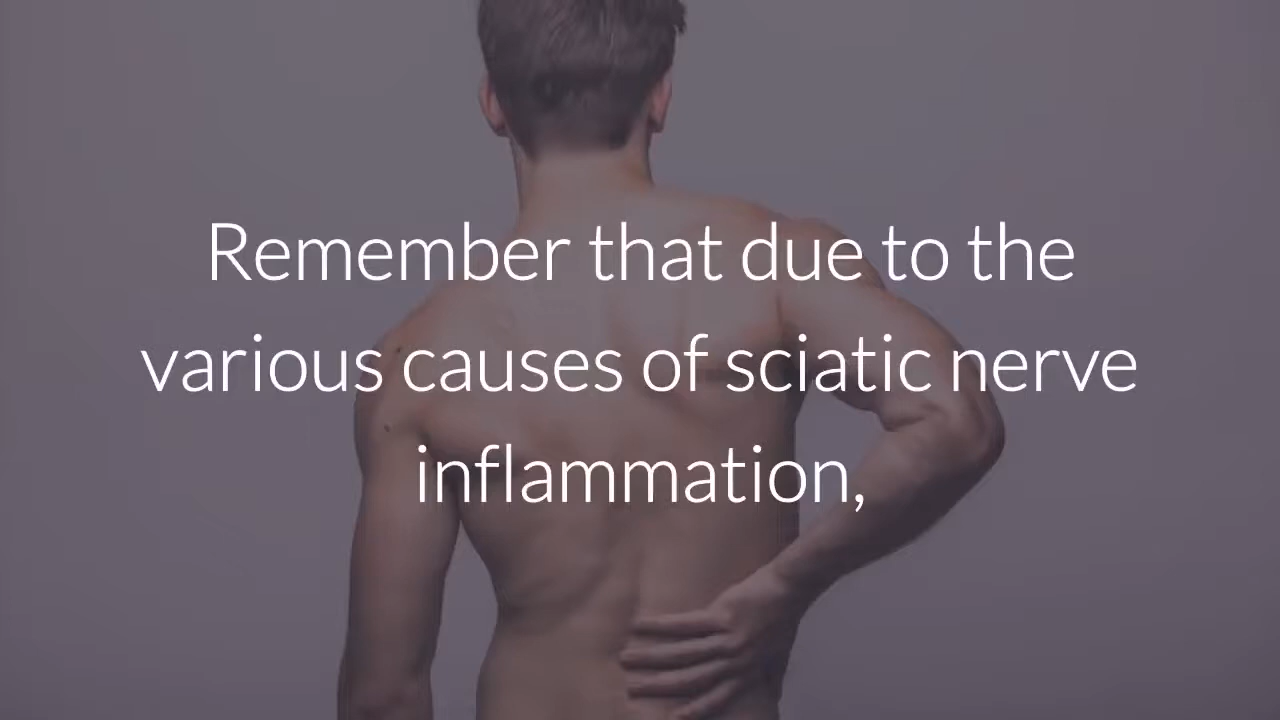 Remember that due to the
various causes of sciatic nerve
inflammation,